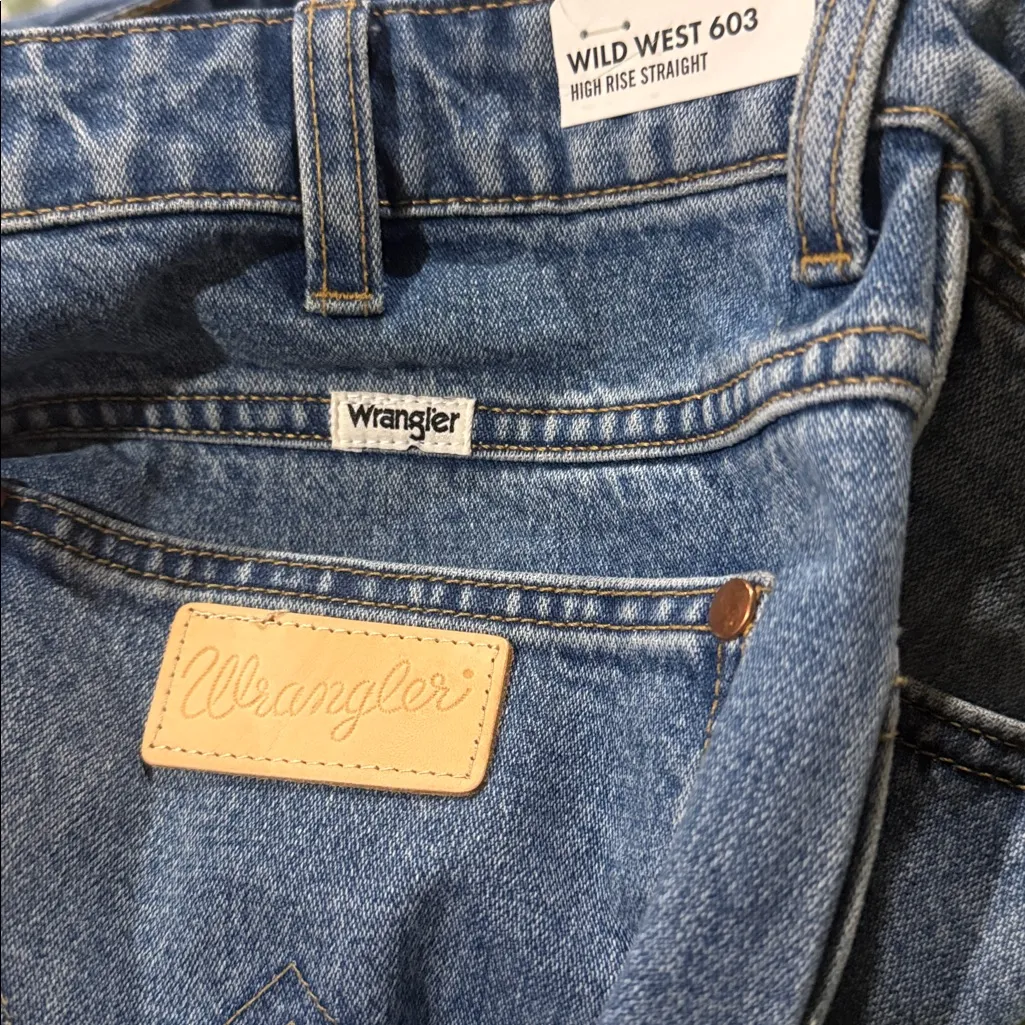 WILD WEST 603
HIGH RISE STRAIGHT
Wrangler
Wrangler